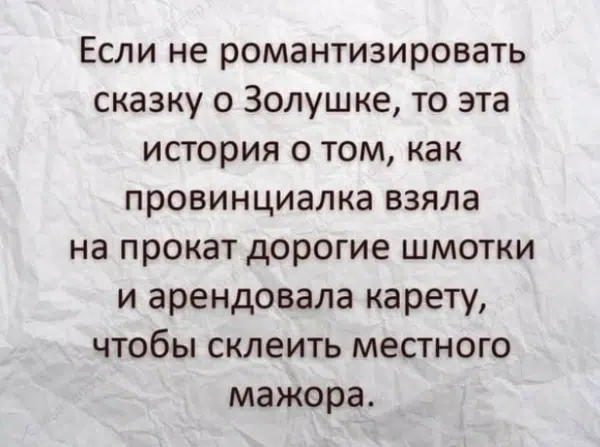 Если не романтизировать
сказку о Золушке, то эта
история о том, как
провинциалка взяла
на прокат дорогие шмотки
и арендовала карету,
чтобы склеить местного
мажора.